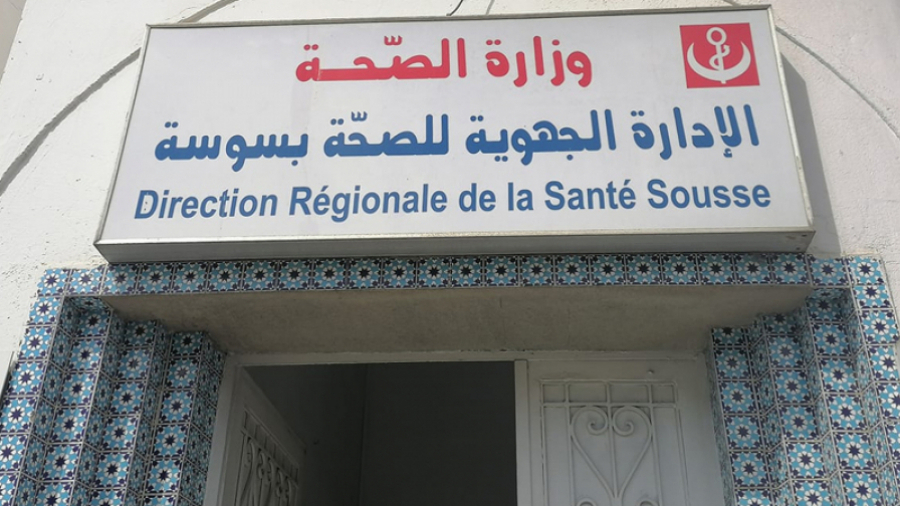 وزارة الصّحة
الإدارة الجهوية للصحّة بسوسة
Direction Régionale de la Santé Sousse